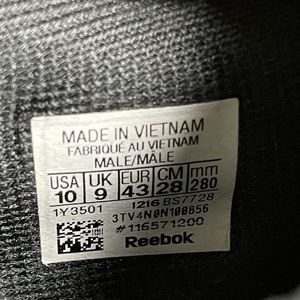 MADE IN VIETNAM
FABRIQUÉ AU VIETNAM
MALE/MÂLE
USA UK EUR CM mm
10 9 43 28 280
1Y3501 1216 BS7728
3TV4N0N100856
#116571200
Reebok